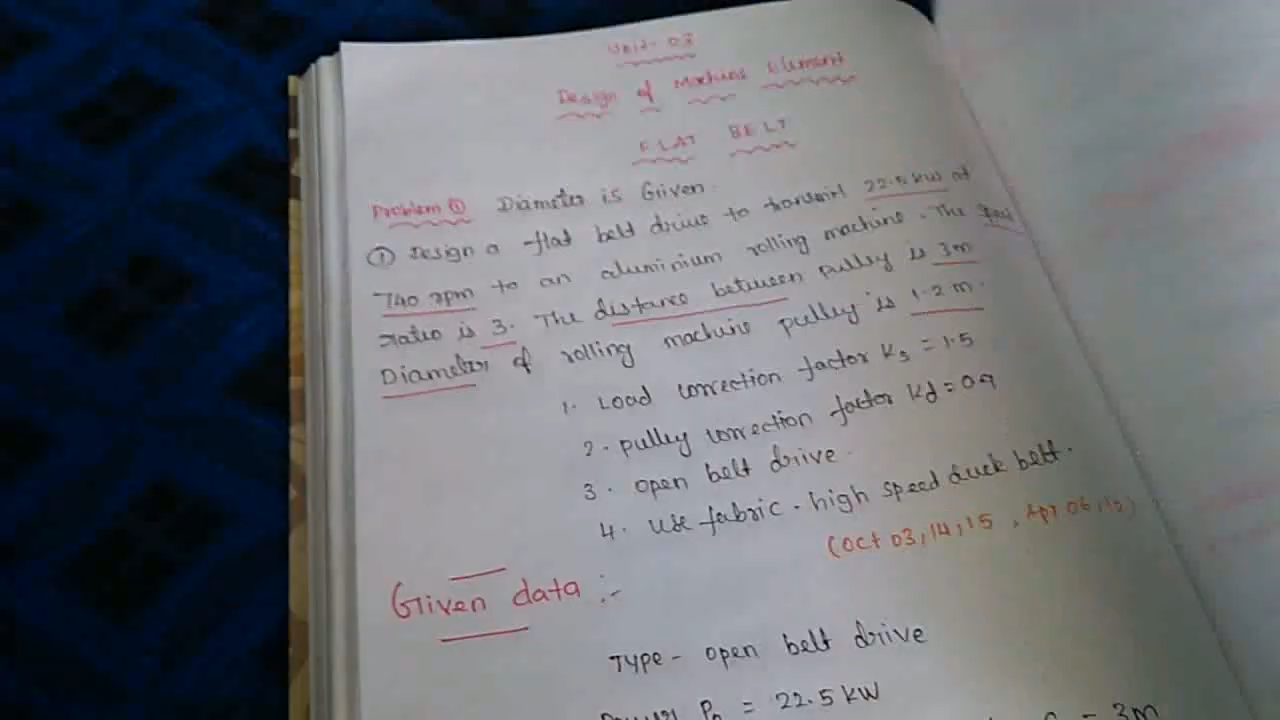 Unit-03
Design of Machine Element
FLAT BELT
Problem ① Diameter is Given.
① Design a flat belt drive to transmit 22.5 kW at
740 rpm to an aluminium rolling machine. The
ratio is 3. The distance between pulley is 3m
Diameter of rolling machine pulley is 1.2 m.
1. Load correction factor Ks = 1.5
2. pulley correction factor Kd = 0.9
3. open belt drive.
4. use fabric - high speed duck belt.
(Oct 03, 14, 15, Apr 06,
Given data :-
Type - open belt drive
Power P₀ = 22.5 KW
= 3m